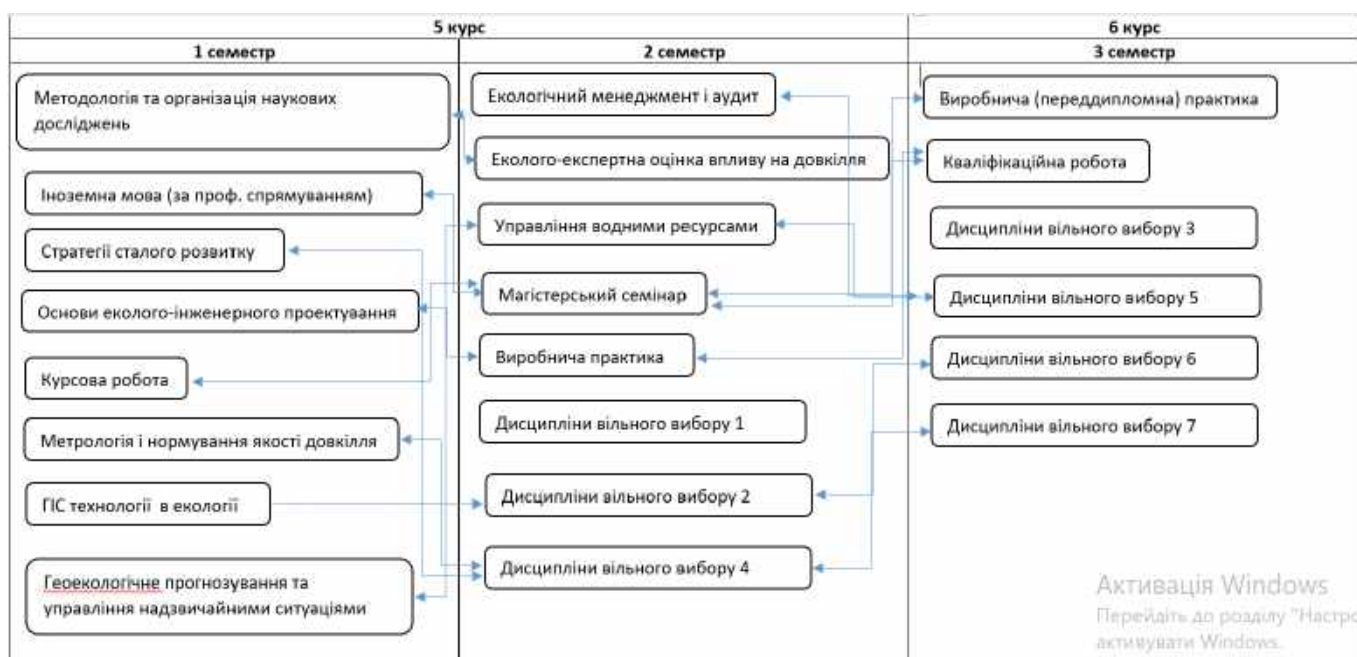 5 курс
6 курс
1 семестр
2 семестр
3 семестр
Методологія та організація наукових
досліджень
Іноземна мова (за проф. спрямуванням)
Стратегії сталого розвитку
Основи еколого-інженерного проектування
Курсова робота
Метрологія і нормування якості довкілля
ГІС технології в екології
Геоекологічне прогнозування та
управління надзвичайними ситуаціями
Екологічний менеджмент і аудит
Еколого-експертна оцінка впливу на довкілля
Управління водними ресурсами
Магістерський семінар
Виробнича практика
Дисципліни вільного вибору 1
Дисципліни вільного вибору 2
Дисципліни вільного вибору 4
Виробнича (переддипломна) практика
Кваліфікаційна робота
Дисципліни вільного вибору 3
Дисципліни вільного вибору 5
Дисципліни вільного вибору 6
Дисципліни вільного вибору 7
Активація Windows
Перейдіть до розділу "Настро
активувати Windows.